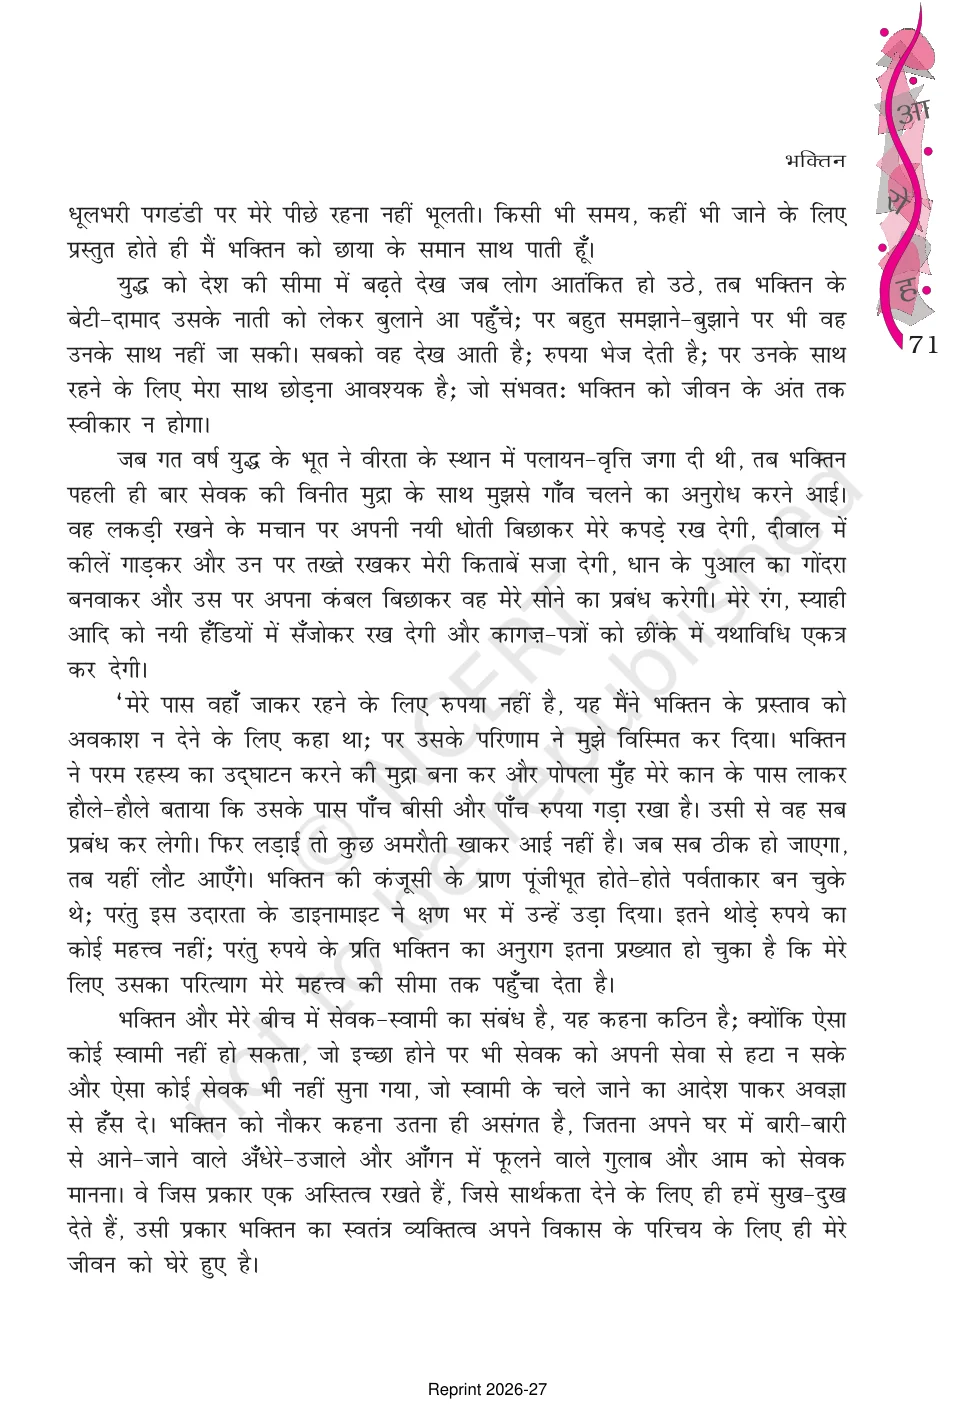 भक्तिन
71
धूलभरी पगडंडी पर मेरे पीछे रहना नहीं भूलती। किसी भी समय, कहीं भी जाने के लिए
प्रस्तुत होते ही मैं भक्तिन को छाया के समान साथ पाती हूँ।
युद्ध को देश की सीमा में बढ़ते देख जब लोग आतंकित हो उठे, तब भक्तिन के
बेटी-दामाद उसके नाती को लेकर बुलाने आ पहुँचे; पर बहुत समझाने-बुझाने पर भी वह
उनके साथ नहीं जा सकी। सबको वह देख आती है; रुपया भेज देती है; पर उनके साथ
रहने के लिए मेरा साथ छोड़ना आवश्यक है; जो संभवतः भक्तिन को जीवन के अंत तक
स्वीकार न होगा।
जब गत वर्ष युद्ध के भूत ने वीरता के स्थान में पलायन-वृत्ति जगा दी थी, तब भक्तिन
पहली ही बार सेवक की विनीत मुद्रा के साथ मुझसे गाँव चलने का अनुरोध करने आई।
वह लकड़ी रखने के मचान पर अपनी नयी धोती बिछाकर मेरे कपड़े रख देगी, दीवाल में
कीलें गाड़कर और उन पर तख्ते रखकर मेरी किताबें सजा देगी, धान के पुआल का गोंदरा
बनवाकर और उस पर अपना कंबल बिछाकर वह मेरे सोने का प्रबंध करेगी। मेरे रंग, स्याही
आदि को नयी हँडियों में सँजोकर रख देगी और कागज़-पत्रों को छींके में यथाविधि एकत्र
कर देगी।
‘मेरे पास वहाँ जाकर रहने के लिए रुपया नहीं है, यह मैंने भक्तिन के प्रस्ताव को
अवकाश न देने के लिए कहा था; पर उसके परिणाम ने मुझे विस्मित कर दिया। भक्तिन
ने परम रहस्य का उद्‌घाटन करने की मुद्रा बना कर और पोपला मुँह मेरे कान के पास लाकर
हौले-हौले बताया कि उसके पास पाँच बीसी और पाँच रुपया गड़ा रखा है। उसी से वह सब
प्रबंध कर लेगी। फिर लड़ाई तो कुछ अमरौती खाकर आई नहीं है। जब सब ठीक हो जाएगा,
तब यहीं लौट आएँगे। भक्तिन की कंजूसी के प्राण पूंजीभूत होते-होते पर्वताकार बन चुके
थे; परंतु इस उदारता के डाइनामाइट ने क्षण भर में उन्हें उड़ा दिया। इतने थोड़े रुपये का
कोई महत्त्व नहीं; परंतु रुपये के प्रति भक्तिन का अनुराग इतना प्रख्यात हो चुका है कि मेरे
लिए उसका परित्याग मेरे महत्त्व की सीमा तक पहुँचा देता है।
भक्तिन और मेरे बीच में सेवक-स्वामी का संबंध है, यह कहना कठिन है; क्योंकि ऐसा
कोई स्वामी नहीं हो सकता, जो इच्छा होने पर भी सेवक को अपनी सेवा से हटा न सके
और ऐसा कोई सेवक भी नहीं सुना गया, जो स्वामी के चले जाने का आदेश पाकर अवज्ञा
से हँस दे। भक्तिन को नौकर कहना उतना ही असंगत है, जितना अपने घर में बारी-बारी
से आने-जाने वाले अँधेरे-उजाले और आँगन में फूलने वाले गुलाब और आम को सेवक
मानना। वे जिस प्रकार एक अस्तित्व रखते हैं, जिसे सार्थकता देने के लिए ही हमें सुख-दुख
देते हैं, उसी प्रकार भक्तिन का स्वतंत्र व्यक्तित्व अपने विकास के परिचय के लिए ही मेरे
जीवन को घेरे हुए है।
© NCERT
not to be republished
आ
रो
ह
Reprint 2026-27